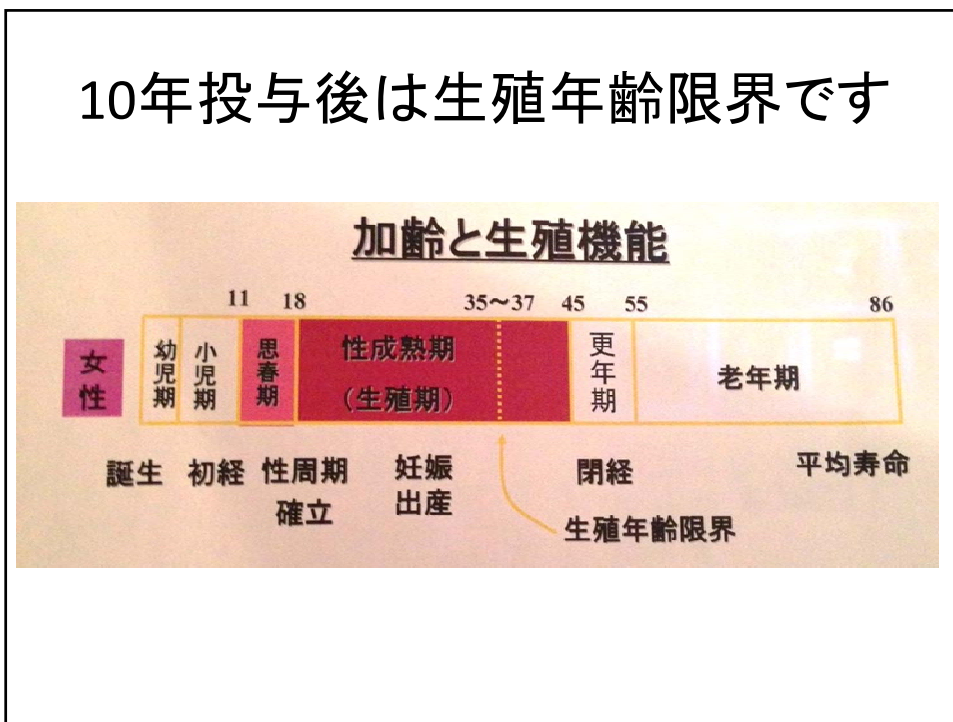 10年投与後は生殖年齢限界です
加齢と生殖機能
11 18 35～37 45 55 86
女性
幼児期
小児期
思春期
性成熟期
（生殖期）
更年期
老年期
誕生 初経 性周期 確立
妊娠 出産
閉経
平均寿命
生殖年齢限界